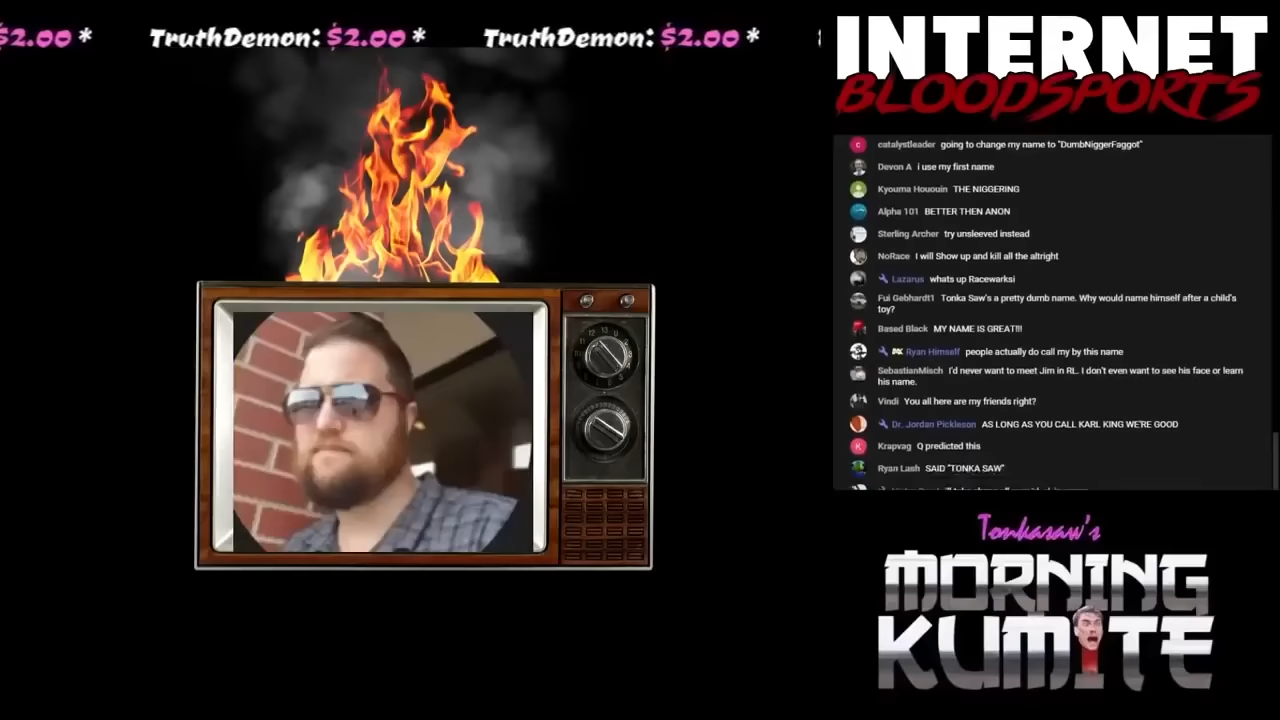 $2.00 * TruthDemon: $2.00 * TruthDemon: $2.00 *
INTERNET
BLOODSPORTS
catalystleader going to change my name to "DumbNiggerFaggot"
Devon A i use my first name
Kyouma Hououin THE NIGGERING
Alpha 101 BETTER THEN ANON
Sterling Archer try unsleeved instead
NoRace I will Show up and kill all the altright
Lazarus whats up Racewarksi
Fui Gebhardt1 Tonka Saw's a pretty dumb name. Why would name himself after a child's
toy?
Based Black MY NAME IS GREAT!!!
Ryan Himself people actually do call my by this name
SebastianMisch I'd never want to meet Jim in RL. I don't even want to see his face or learn
his name.
Vindi You all here are my friends right?
Dr. Jordan Pickleson AS LONG AS YOU CALL KARL KING WE'RE GOOD
Krapvag Q predicted this
Ryan Lash SAID "TONKA SAW"
Tonkasaw's
MORNING
KUMITE